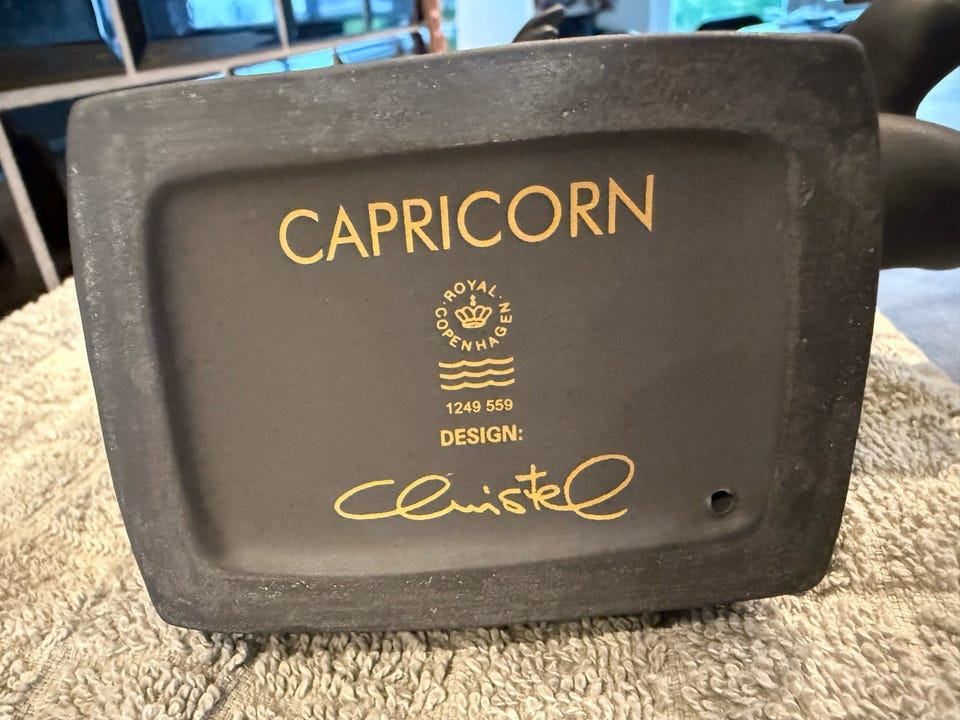 CAPRICORN
ROYAL
COPENHAGEN
1249 559
DESIGN:
Christel